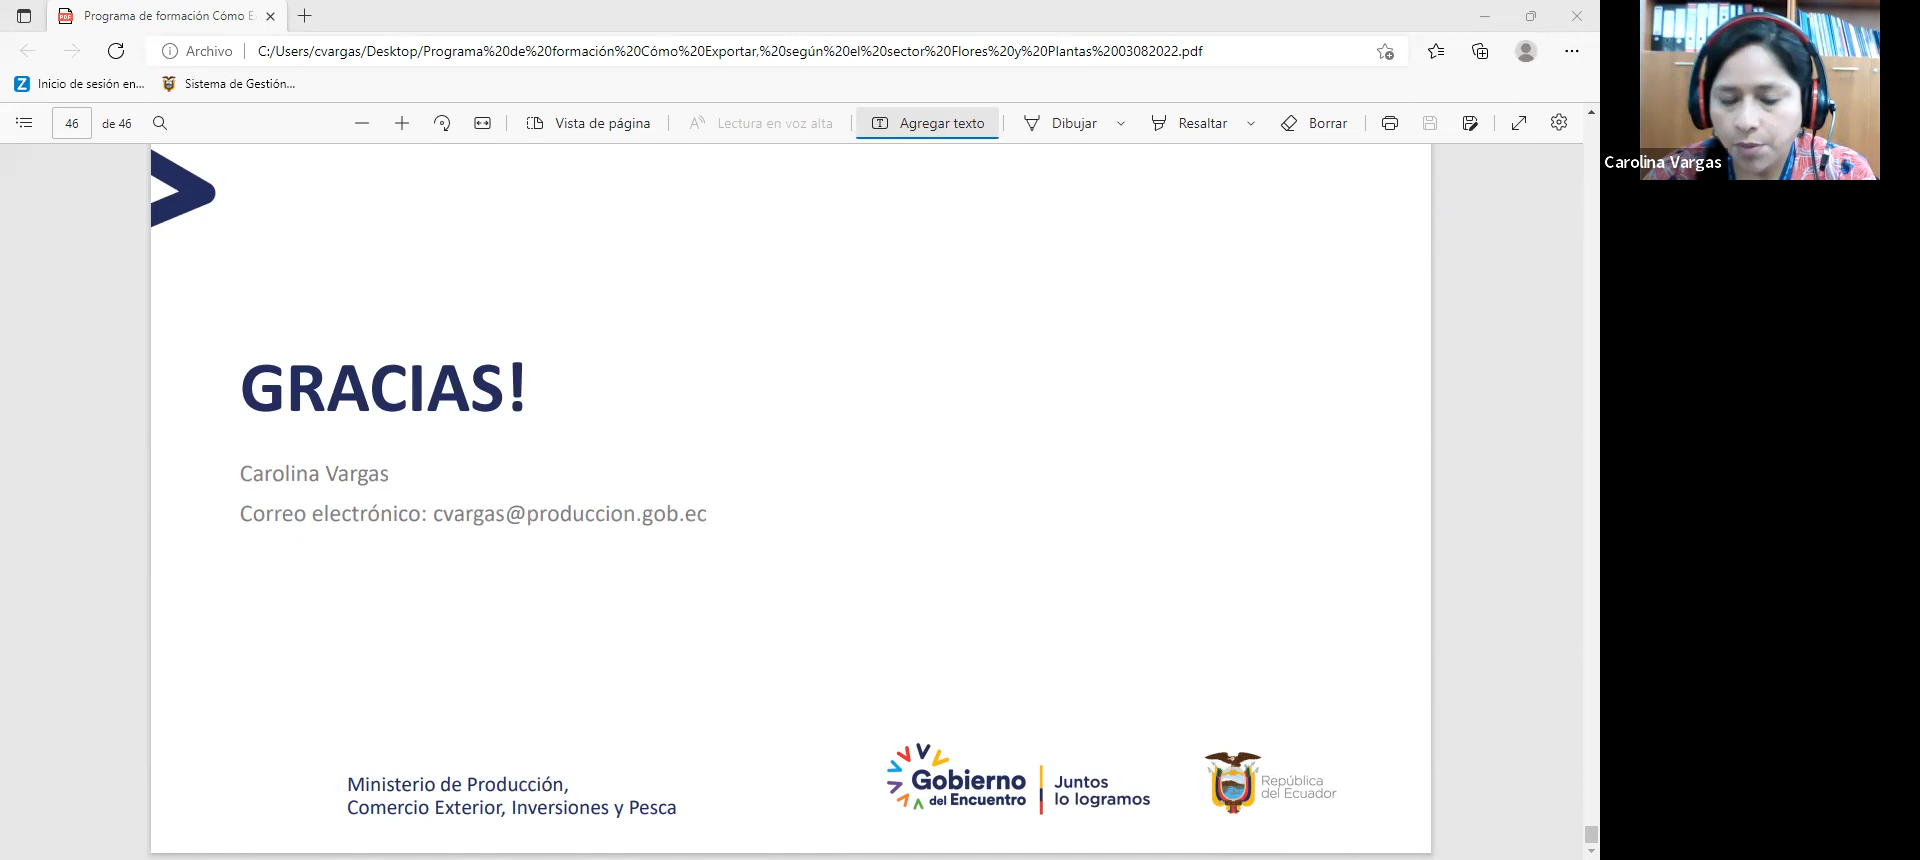 Programa de formación Cómo E
Archivo
C:/Users/cvargas/Desktop/Programa%20de%20formación%20Cómo%20Exportar,%20según%20el%20sector%20Flores%20y%20Plantas%2003082022.pdf
Inicio de sesión en...
Sistema de Gestión...
46 de 46
Vista de página
Lectura en voz alta
Agregar texto
Dibujar
Resaltar
Borrar
Carolina Vargas
GRACIAS!
Carolina Vargas
Correo electrónico: cvargas@produccion.gob.ec
Ministerio de Producción,
Comercio Exterior, Inversiones y Pesca
Gobierno
del Encuentro
Juntos
lo logramos
República
del Ecuador